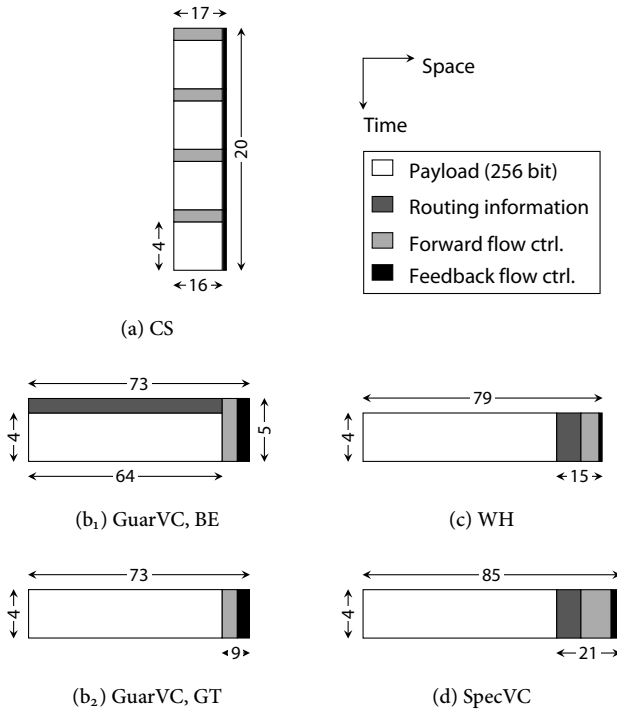 17
Space
Time
20
4
16
Payload (256 bit)
Routing information
Forward flow ctrl.
Feedback flow ctrl.
(a) CS
73
4
5
64
(b₁) GuarVC, BE
79
4
15
(c) WH
73
4
9
(b₂) GuarVC, GT
85
4
21
(d) SpecVC